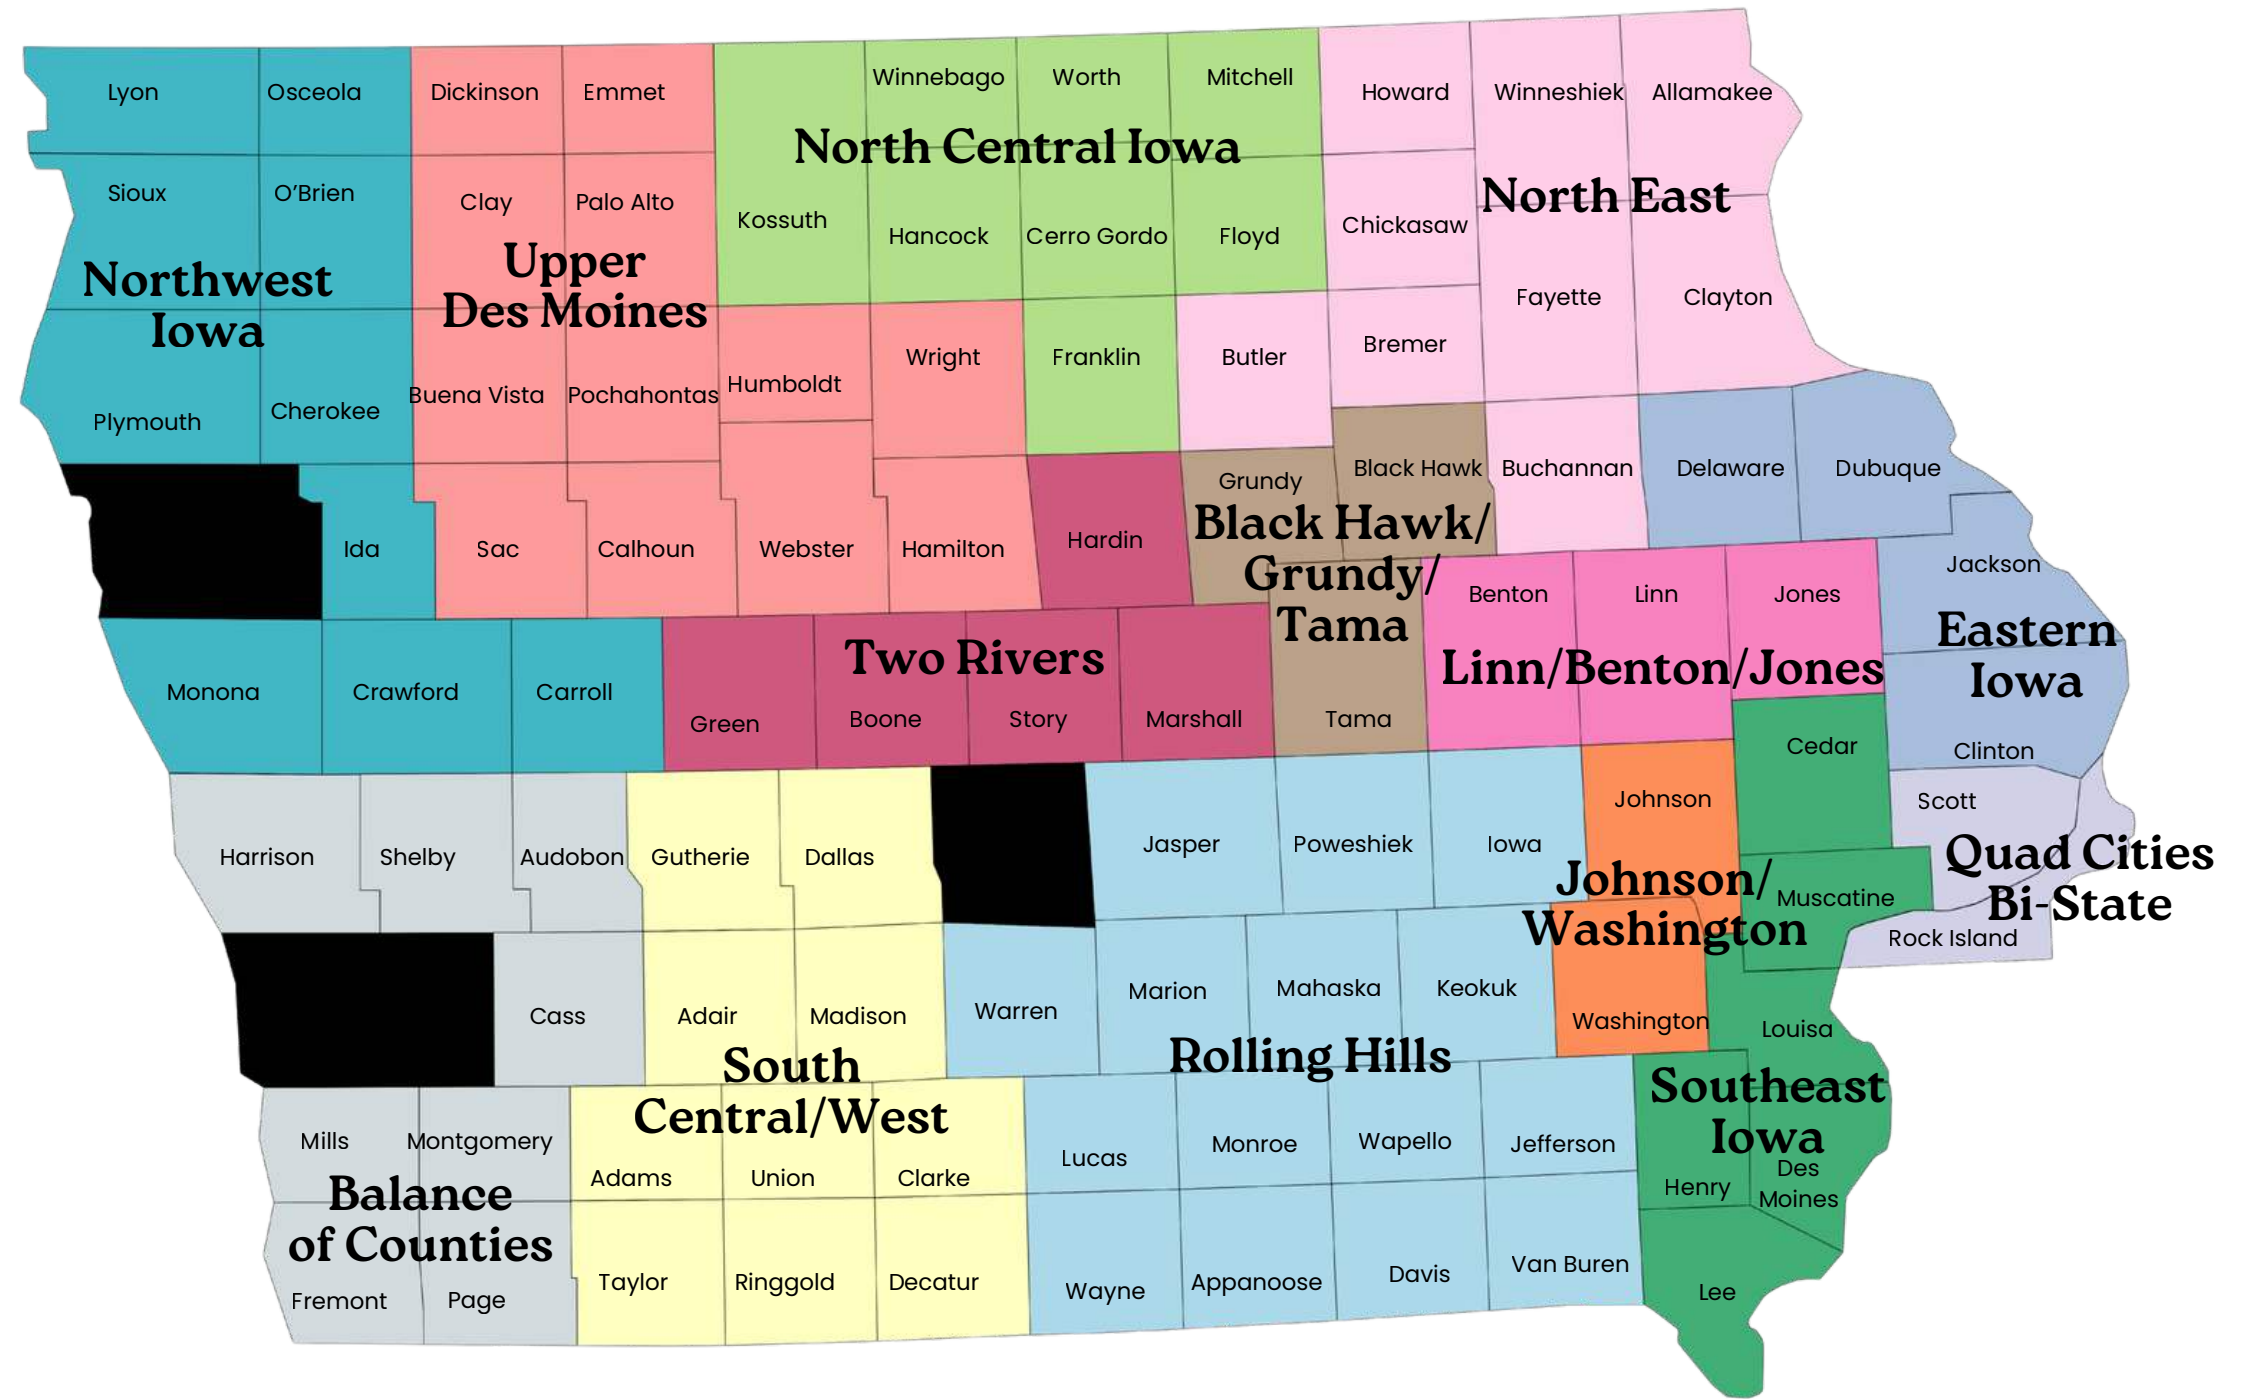 Lyon
Osceola
Dickinson
Emmet
Winnebago
Worth
Mitchell
Howard
Winneshiek
Allamakee
North Central Iowa
Sioux
O'Brien
Clay
Palo Alto
Kossuth
Hancock
Cerro Gordo
Floyd
Chickasaw
North East
Northwest
Iowa
Upper
Des Moines
Fayette
Clayton
Plymouth
Cherokee
Buena Vista
Pochahontas
Humboldt
Wright
Franklin
Butler
Bremer
Ida
Sac
Calhoun
Webster
Hamilton
Hardin
Grundy
Black Hawk
Buchannan
Delaware
Dubuque
Black Hawk/
Grundy/
Tama
Benton
Linn
Jones
Jackson
Eastern
Iowa
Two Rivers
Linn/Benton/Jones
Monona
Crawford
Carroll
Green
Boone
Story
Marshall
Tama
Cedar
Clinton
Harrison
Shelby
Audobon
Gutherie
Dallas
Jasper
Poweshiek
Iowa
Johnson
Scott
Johnson/
Washington
Muscatine
Quad Cities
Bi-State
Rock Island
Cass
Adair
Madison
Warren
Marion
Mahaska
Keokuk
Washington
Louisa
South
Central/West
Rolling Hills
Southeast
Iowa
Mills
Montgomery
Adams
Union
Clarke
Lucas
Monroe
Wapello
Jefferson
Henry
Des
Moines
Balance
of Counties
Fremont
Page
Taylor
Ringgold
Decatur
Wayne
Appanoose
Davis
Van Buren
Lee